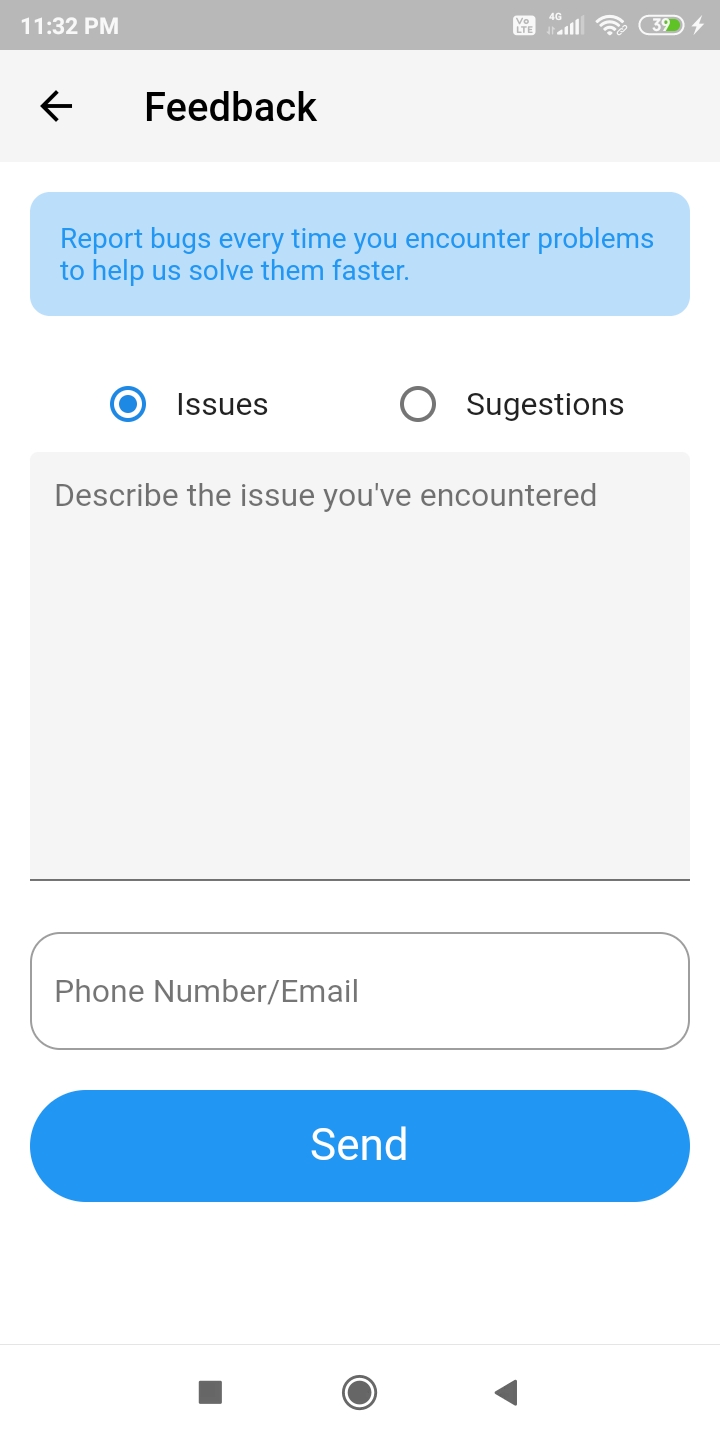 11:32 PM
Vo LTE 4G 39
Feedback
Report bugs every time you encounter problems
to help us solve them faster.
Issues Sugestions
Describe the issue you've encountered
Phone Number/Email
Send